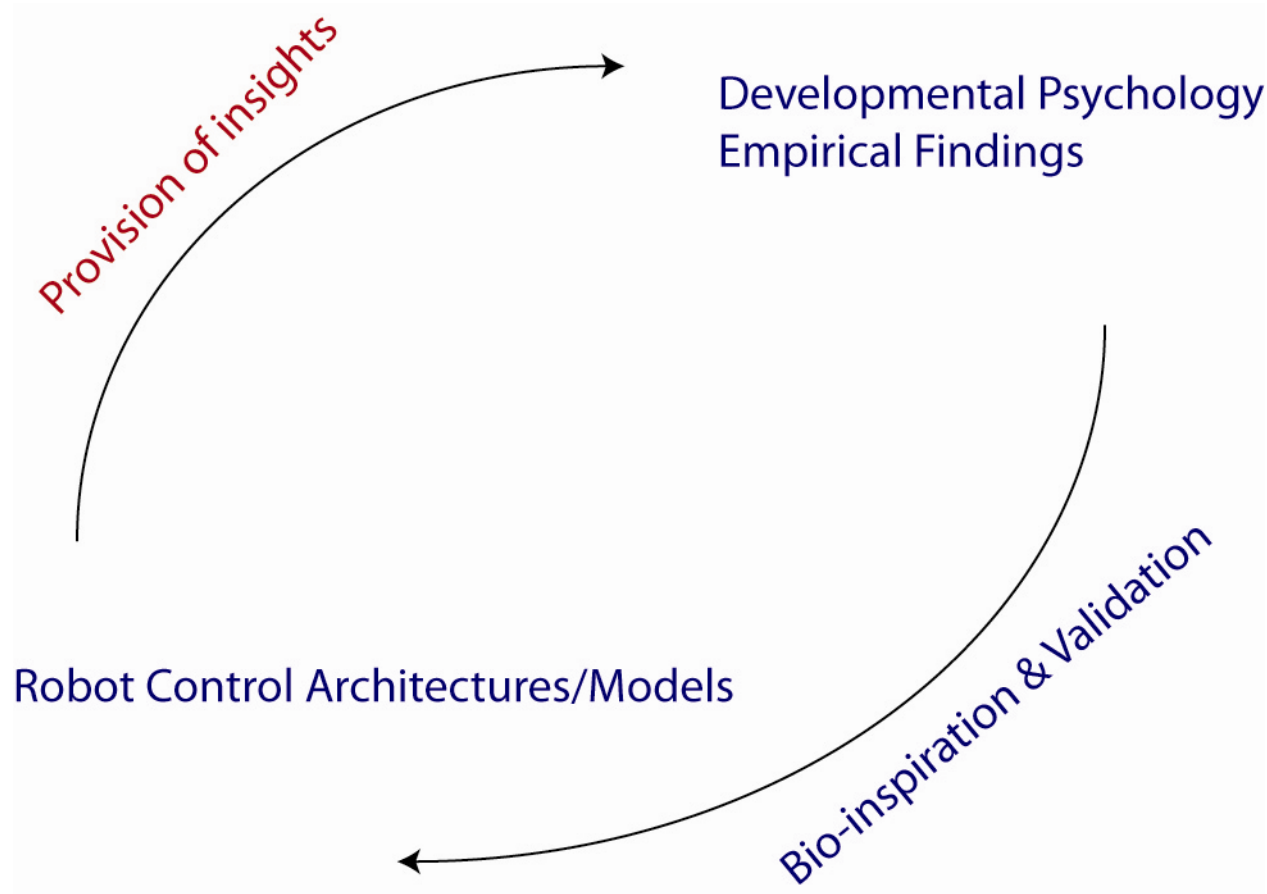 Provision of insights
Developmental Psychology
Empirical Findings
Robot Control Architectures/Models
Bio-inspiration & Validation